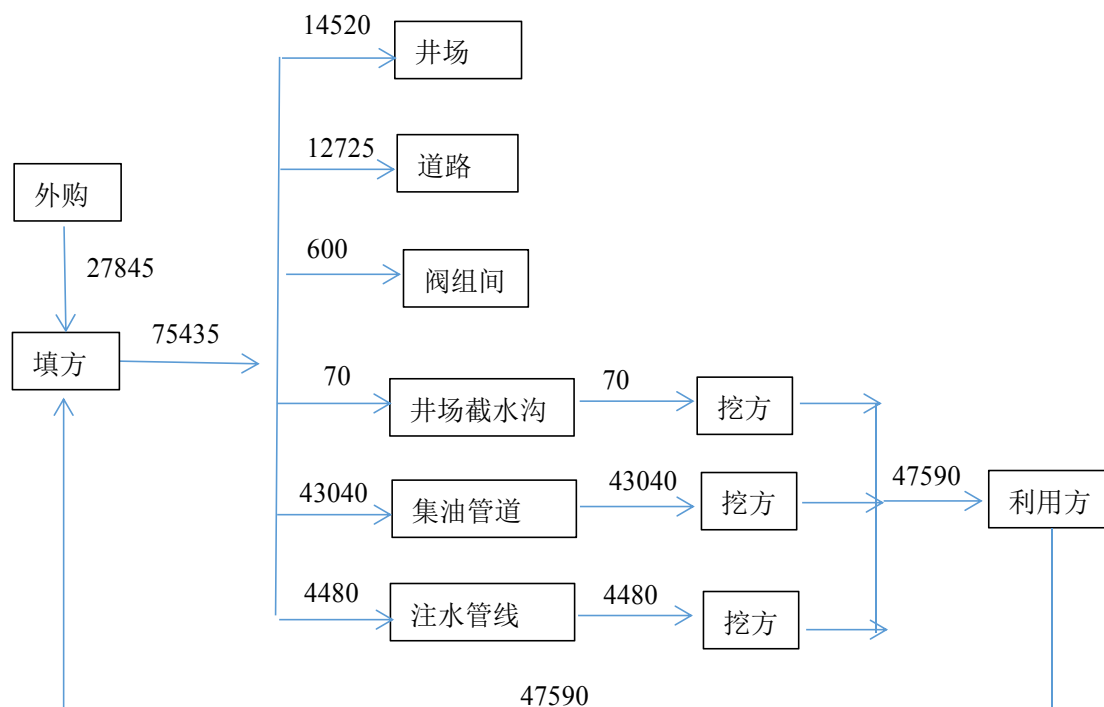 14520
井场
12725
道路
外购
600
阀组间
27845
75435
填方
70
井场截水沟
70
挖方
43040
集油管道
43040
挖方
47590
利用方
4480
注水管线
4480
挖方
47590